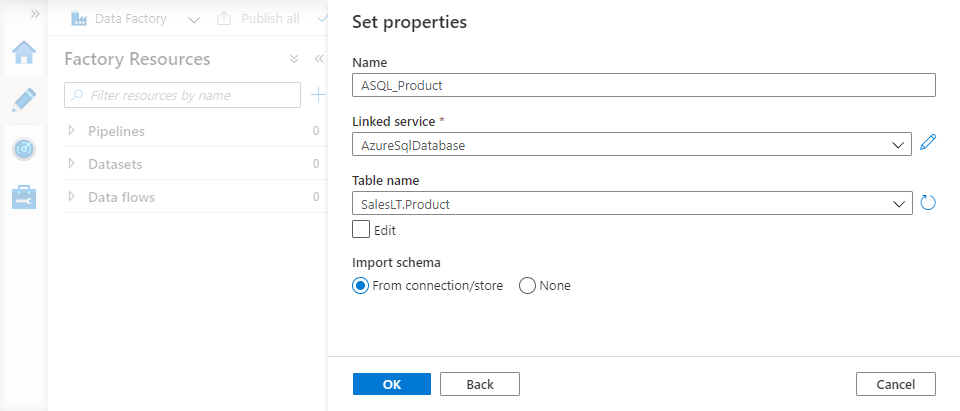 Data Factory
Publish all
Factory Resources
Filter resources by name
Pipelines 0
Datasets 0
Data flows 0
Set properties
Name
ASQL_Product
Linked service *
AzureSqlDatabase
Table name
SalesLT.Product
Edit
Import schema
From connection/store None
OK Back Cancel